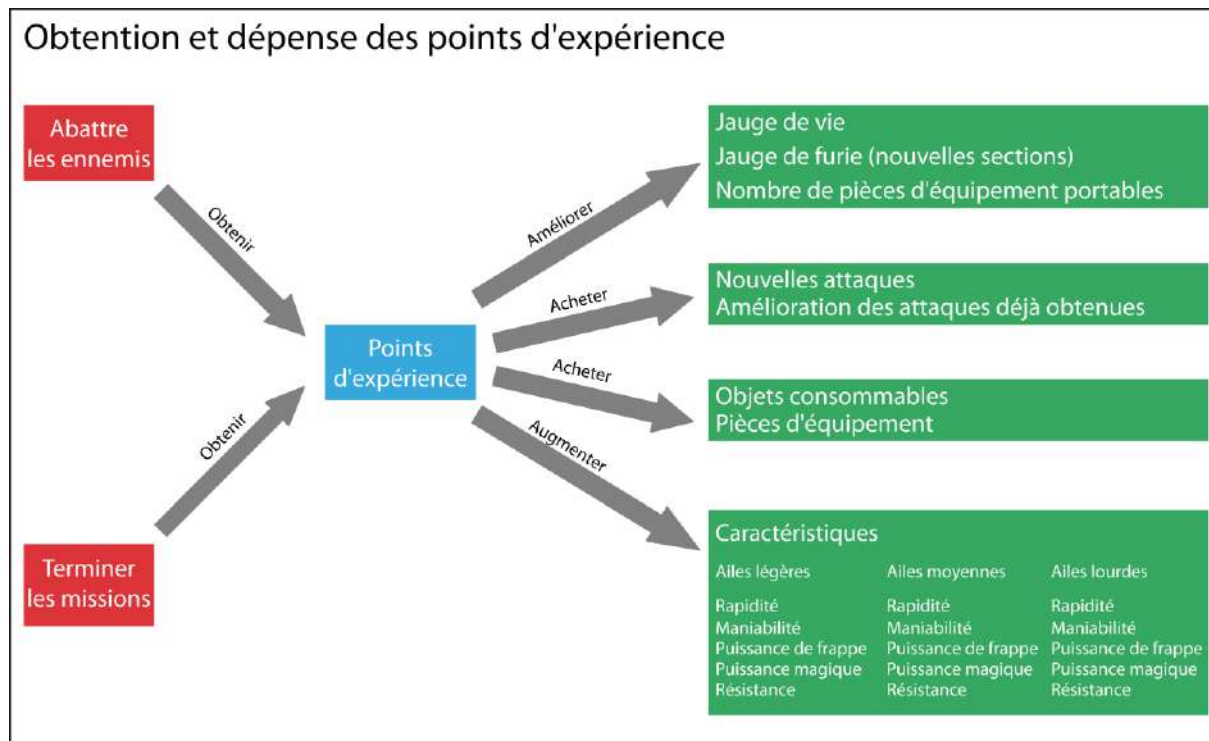 Obtention et dépense des points d'expérience
Abattre
les ennemis
Obtenir
Terminer
les missions
Obtenir
Points
d'expérience
Améliorer
Jauge de vie
Jauge de furie (nouvelles sections)
Nombre de pièces d'équipement portables
Acheter
Nouvelles attaques
Amélioration des attaques déjà obtenues
Acheter
Objets consommables
Pièces d'équipement
Augmenter
Caractéristiques
Ailes légères Ailes moyennes Ailes lourdes
Rapidité Rapidité Rapidité
Maniabilité Maniabilité Maniabilité
Puissance de frappe Puissance de frappe Puissance de frappe
Puissance magique Puissance magique Puissance magique
Résistance Résistance Résistance